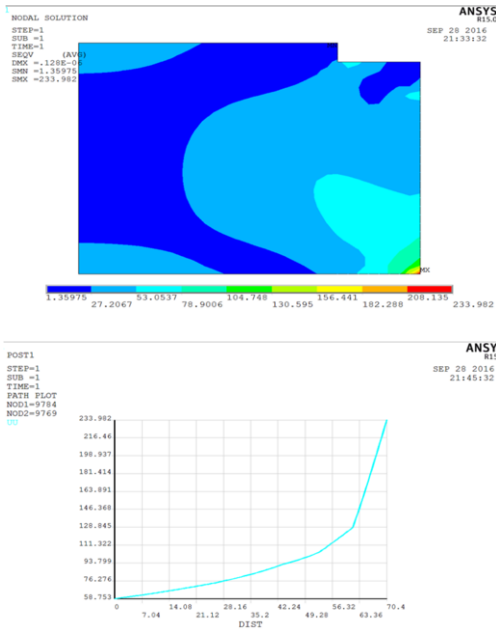 1
NODAL SOLUTION
ANSYS
R15.0
STEP=1
SUB =1
TIME=1
SEQV (AVG)
DMX =.128E-0
SMN =1.35975
SMX =233.982
SEP 28 2016
21:33:32
MX
1.35975 53.0537 104.748 156.441 208.135
27.2067 78.9006 130.595 182.288 233.982
POST1
ANSY
R15
STEP=1
SUB =1
TIME=1
PATH PLOT
NOD1=9784
NOD2=9769
SEP 28 2016
21:45:32
233.982
216.46
198.937
181.414
163.891
146.368
128.845
111.322
93.799
76.276
58.753
0 14.08 28.16 42.24 56.32 70.4
7.04 21.12 35.2 49.28 63.36
DIST